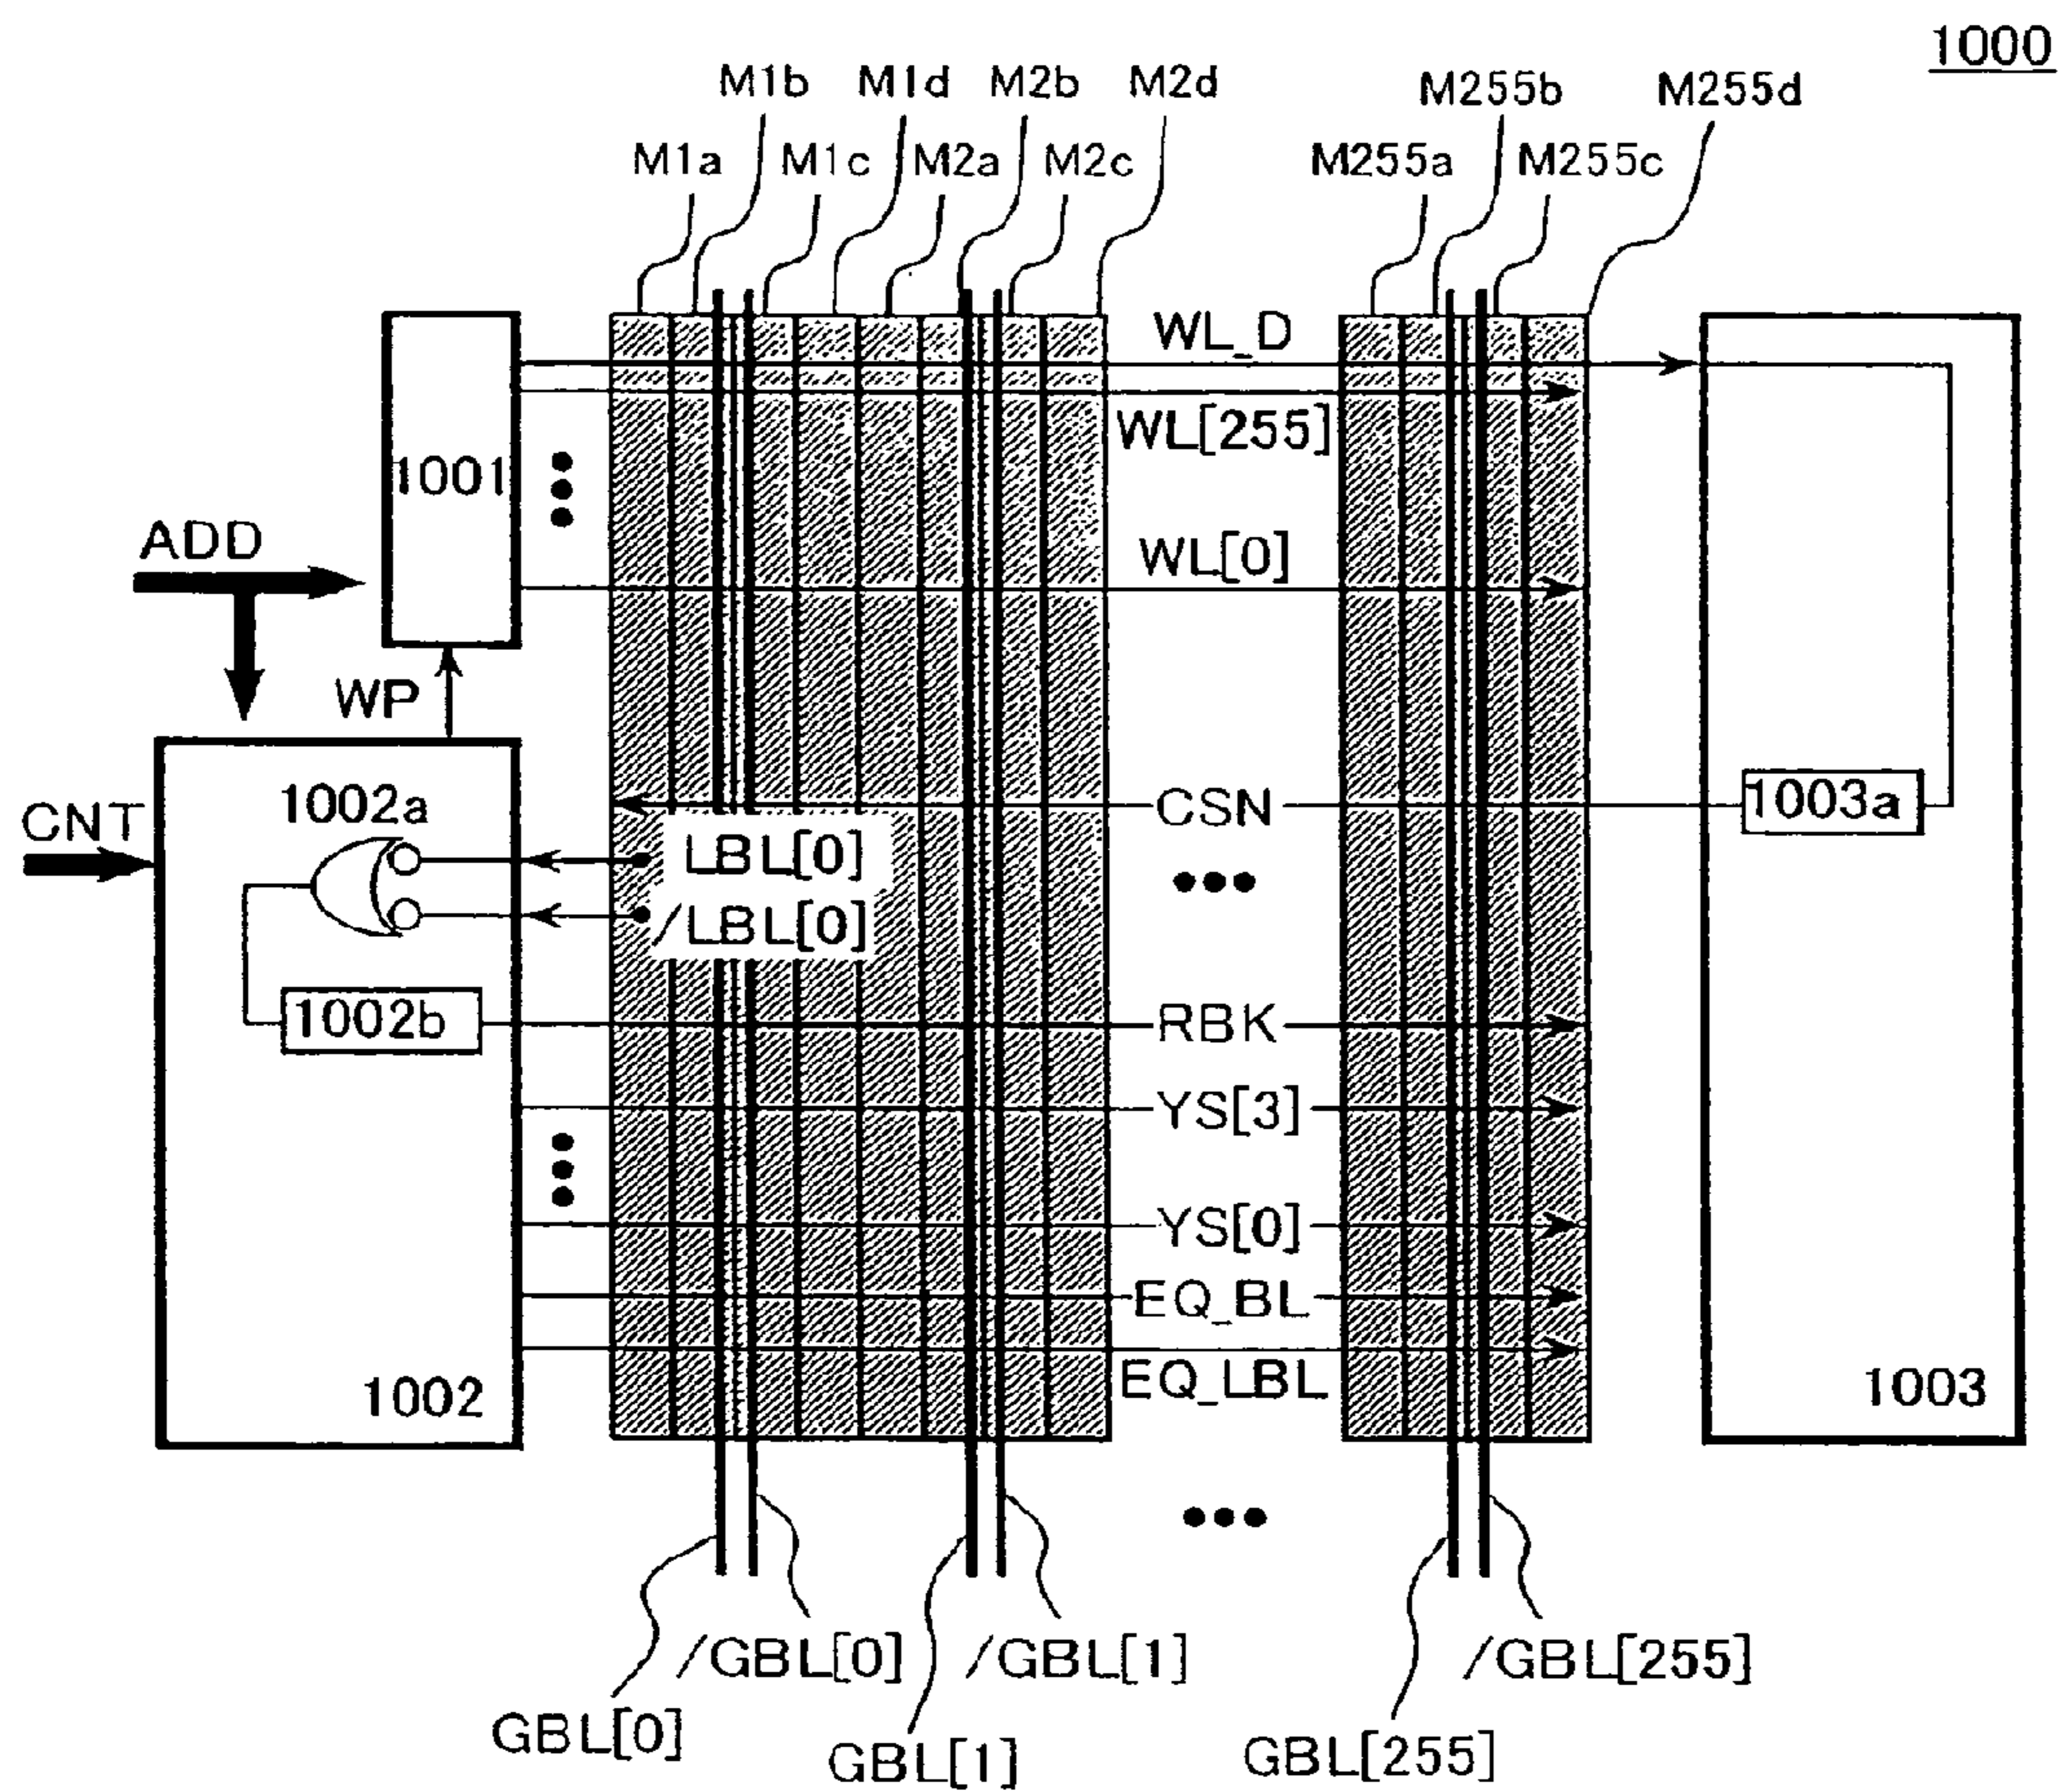 1000
M1b M1d M2b M2d M255b M255d
M1a M1c M2a M2c M255a M255c
WL_D
WL[255]
1001
ADD
WL[0]
WP
1002a
CNT
CSN
1003a
LBL[0]
/LBL[0]
1002b
RBK
YS[3]
YS[0]
EQ_BL
EQ_LBL
1002
1003
/GBL[0] /GBL[1] /GBL[255]
GBL[0] GBL[1] GBL[255]